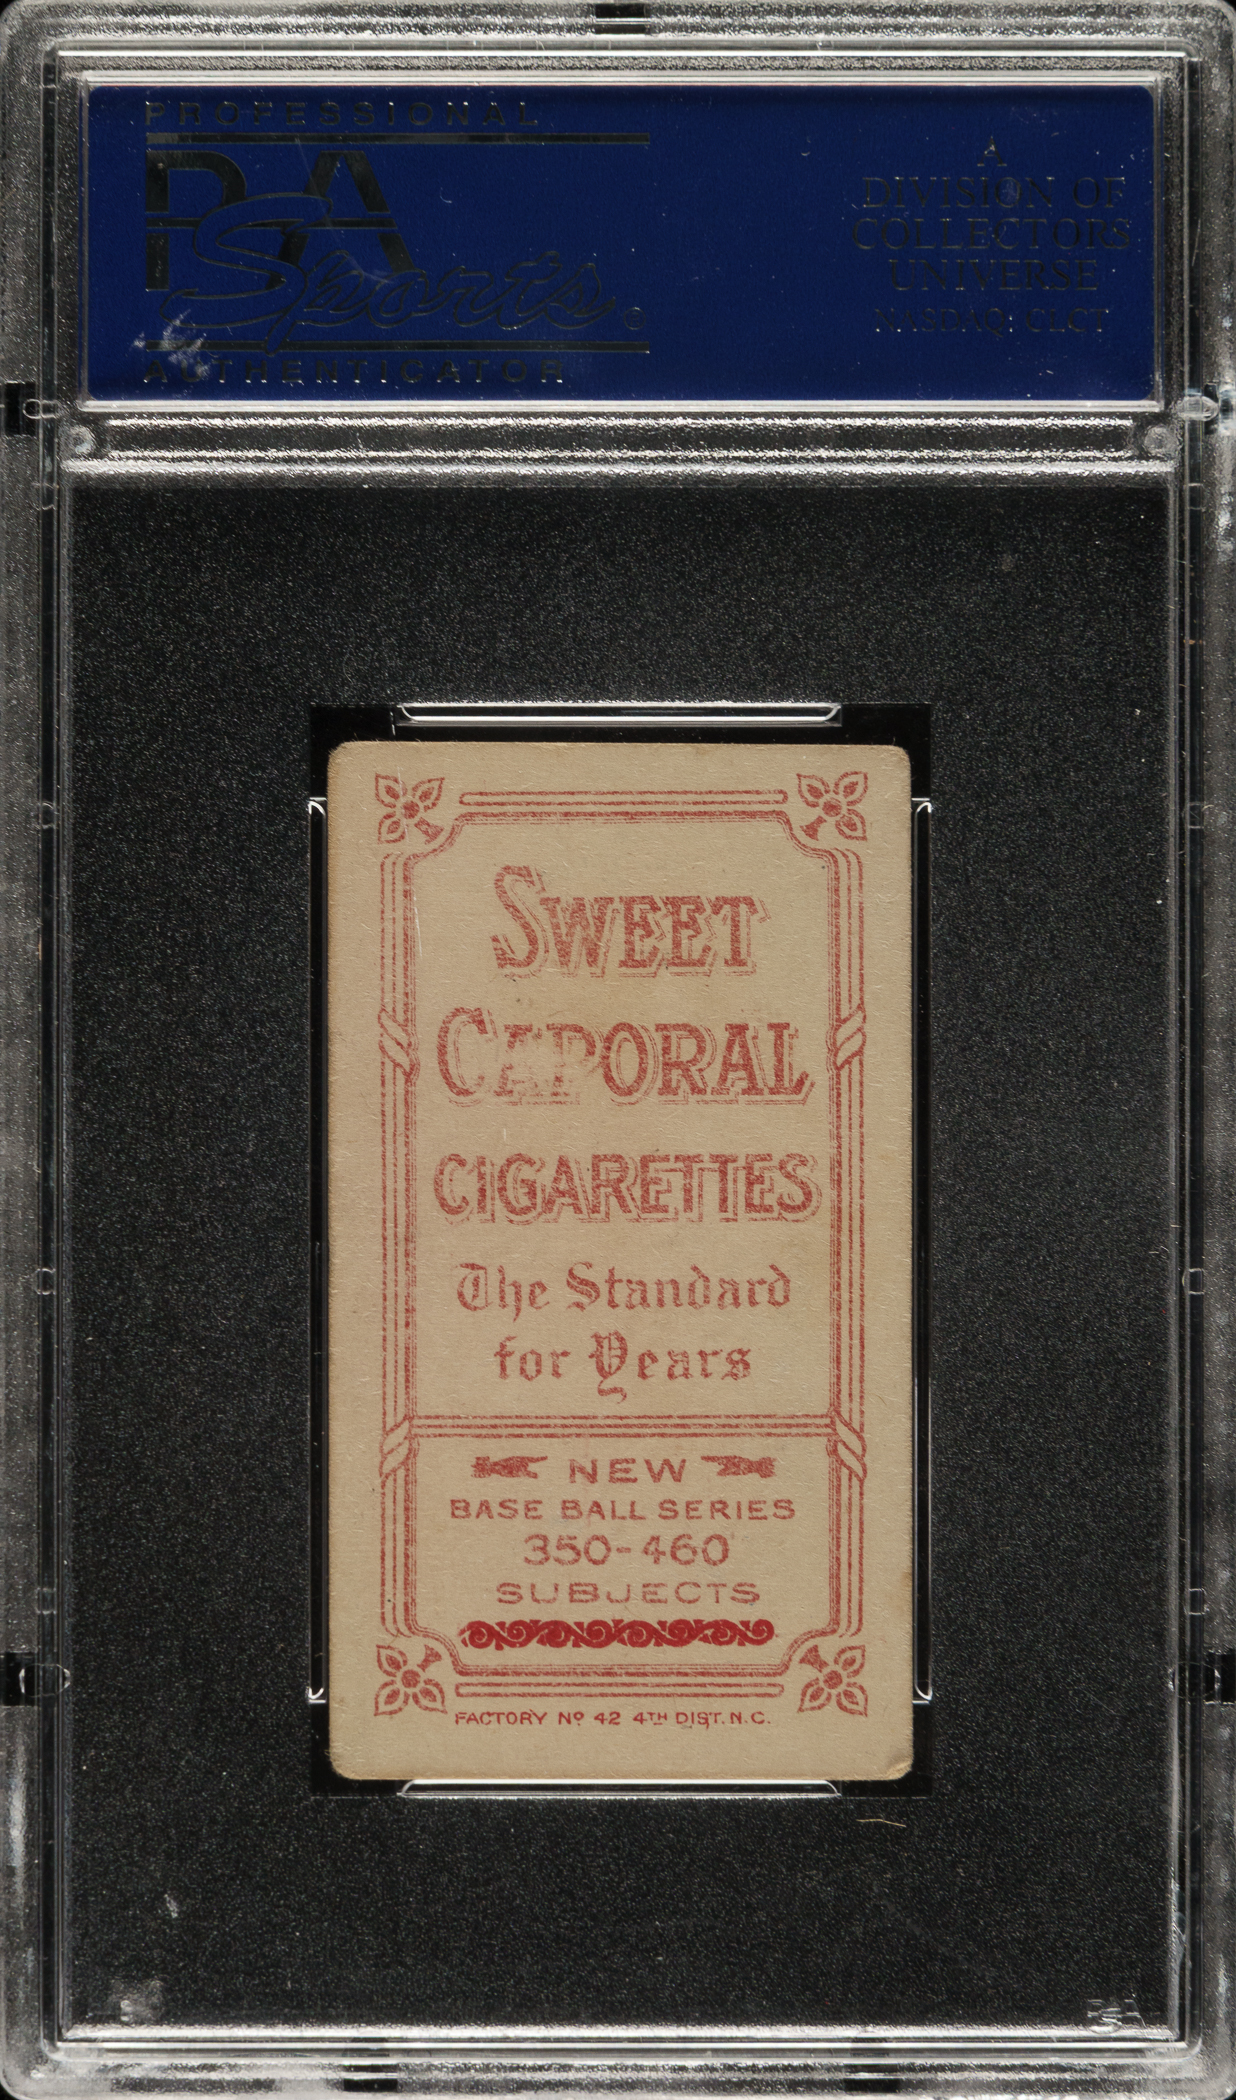 PROFESSIONAL
PSA
Sports®
AUTHENTICATOR
A
DIVISION OF
COLLECTORS
UNIVERSE
NASDAQ: CLCT
SWEET
CAPORAL
CIGARETTES
The Standard
for Years
NEW
BASE BALL SERIES
350-460
SUBJECTS
FACTORY Nº 42 4TH DIST. N.C.
PSA